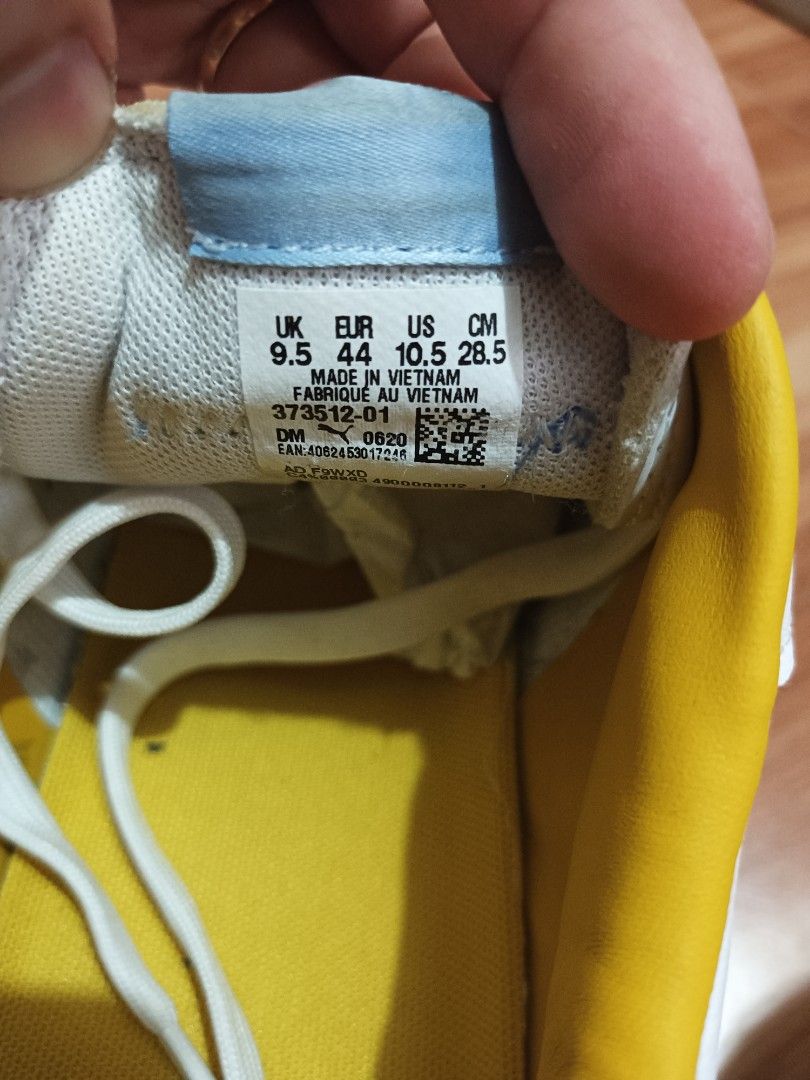 UK EUR US CM
9.5 44 10.5 28.5
MADE IN VIETNAM
FABRIQUÉ AU VIETNAM
373512-01
DM 0620
EAN:4062453017246
AD F9WXD